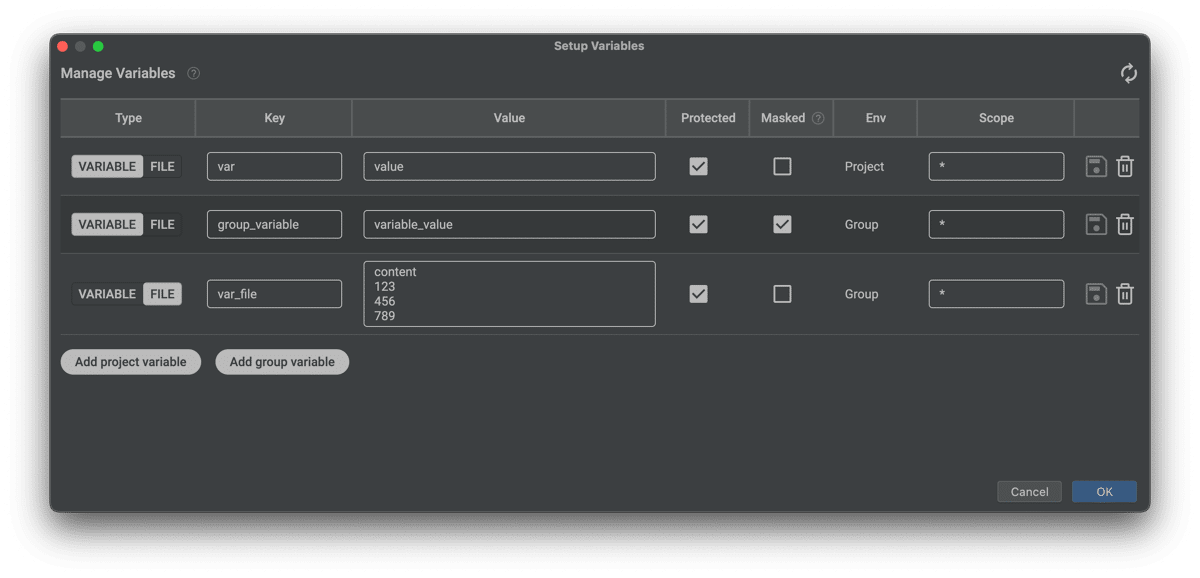 Setup Variables
Manage Variables ?
Type Key Value Protected Masked ? Env Scope
VARIABLE FILE var value Project *
VARIABLE FILE group_variable variable_value Group *
VARIABLE FILE var_file content Group *
123
456
789
Add project variable Add group variable
Cancel OK